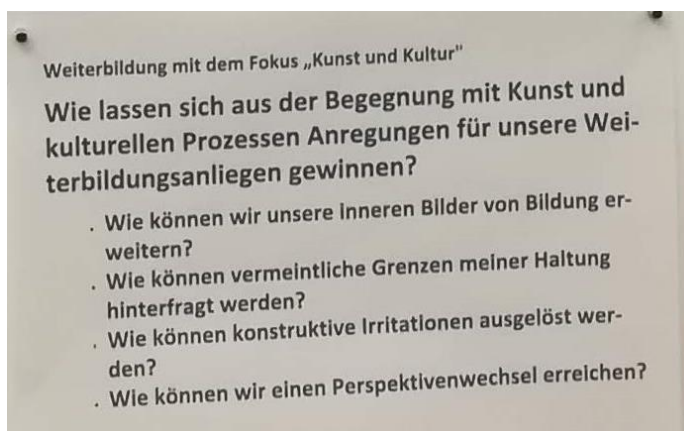 Weiterbildung mit dem Fokus „Kunst und Kultur"
Wie lassen sich aus der Begegnung mit Kunst und
kulturellen Prozessen Anregungen für unsere Wei-
terbildungsanliegen gewinnen?
. Wie können wir unsere inneren Bilder von Bildung er-
weitern?
. Wie können vermeintliche Grenzen meiner Haltung
hinterfragt werden?
. Wie können konstruktive Irritationen ausgelöst wer-
den?
. Wie können wir einen Perspektivenwechsel erreichen?